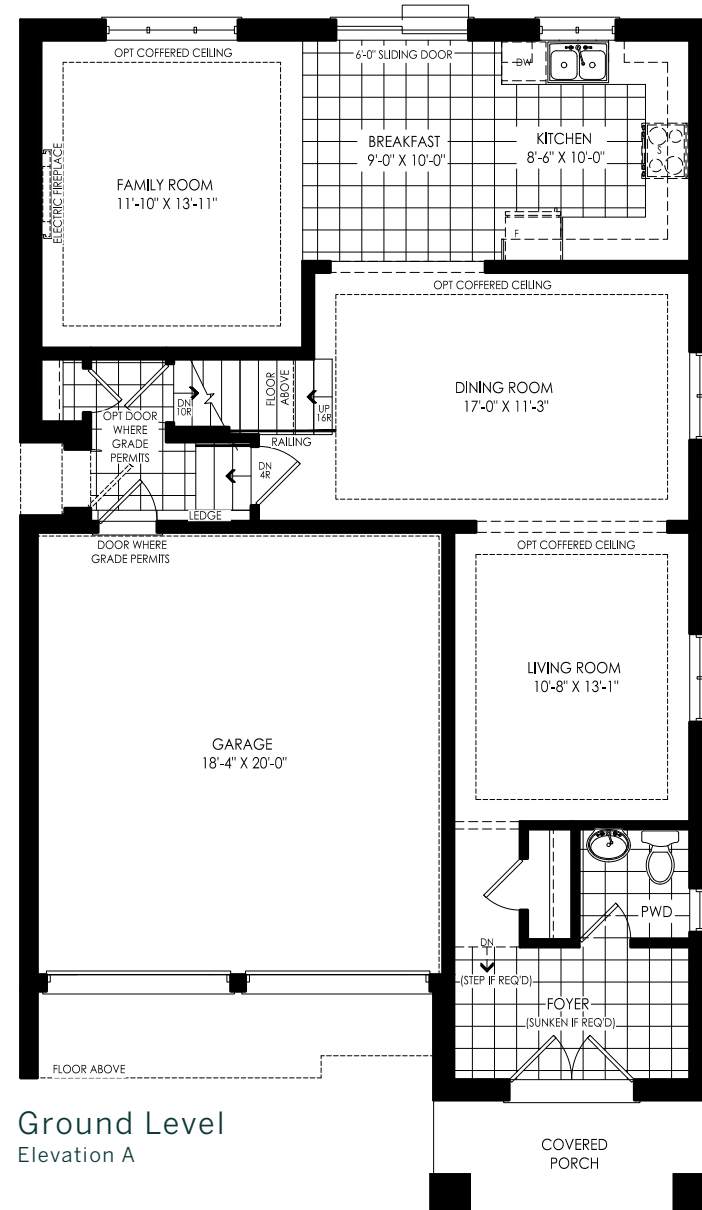 OPT COFFERED CEILING
6'-0" SLIDING DOOR
DW
ELECTRIC FIREPLACE
FAMILY ROOM
11'-10" X 13'-11"
BREAKFAST
9'-0" X 10'-0"
KITCHEN
8'-6" X 10'-0"
F
OPT COFFERED CEILING
DINING ROOM
17'-0" X 11'-3"
FLOOR
ABOVE
DN
10R
UP
16R
OPT DOOR
WHERE
GRADE
PERMITS
RAILING
DN
4R
LEDGE
DOOR WHERE
GRADE PERMITS
OPT COFFERED CEILING
LIVING ROOM
10'-8" X 13'-1"
GARAGE
18'-4" X 20'-0"
PWD
DN
(STEP IF REQ'D)
FOYER
(SUNKEN IF REQ'D)
FLOOR ABOVE
Ground Level
Elevation A
COVERED
PORCH